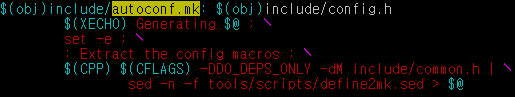 $(obj)include/autoconf.mk: $(obj)include/config.h
$(XECHO) Generating $@ ; \
set -e ; \
: Extract the config macros ; \
$(CPP) $(CFLAGS) -DDO_DEPS_ONLY -dM include/common.h | \
sed -n -f tools/scripts/define2mk.sed > $@